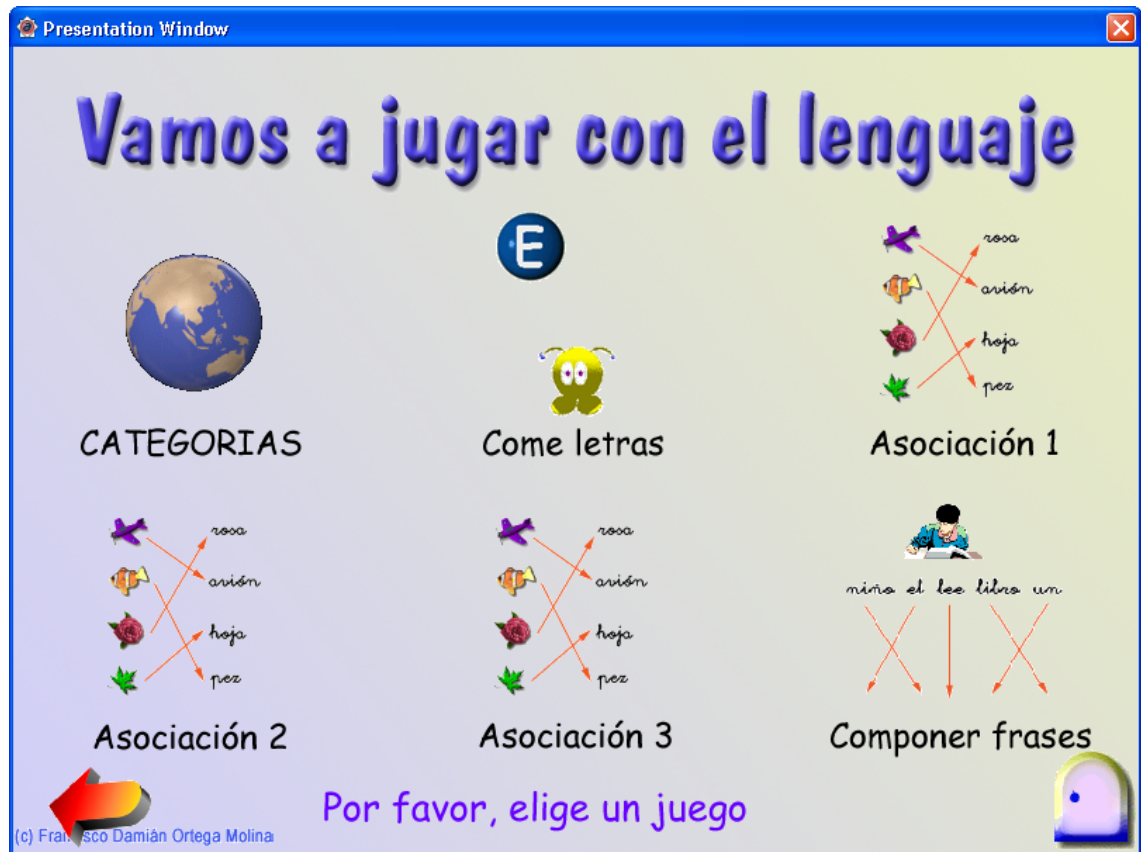 Presentation Window
Vamos a jugar con el lenguaje
E
rosa
avión
hoja
pez
CATEGORIAS
Come letras
Asociación 1
rosa
avión
hoja
pez
rosa
avión
hoja
pez
niño el lee libro un
Asociación 2
Asociación 3
Componer frases
Por favor, elige un juego
Damián Ortega Molina